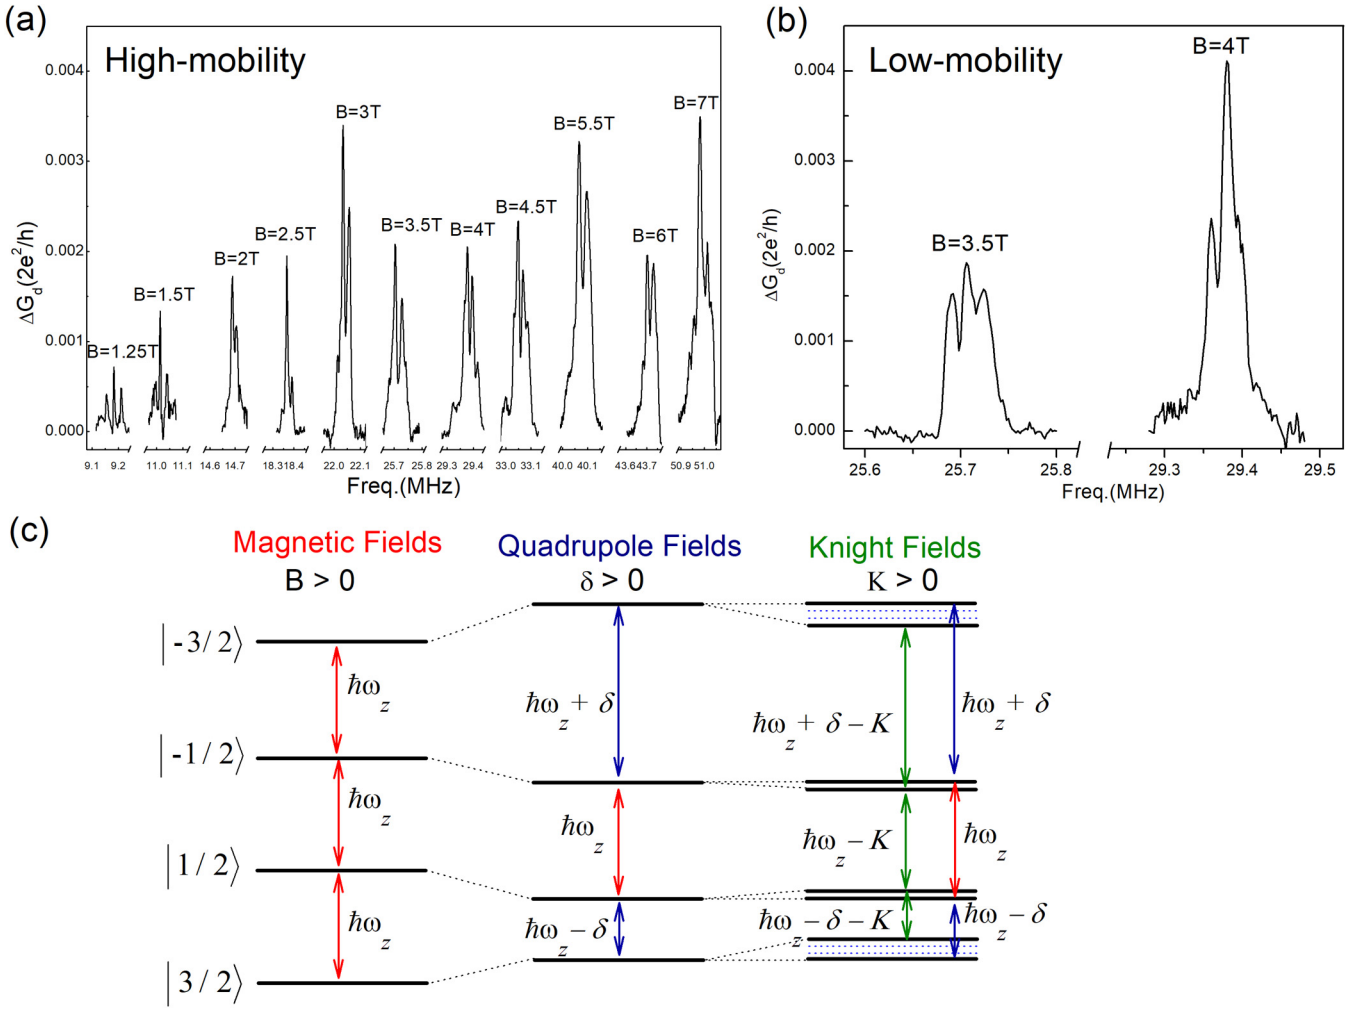 (a)
High-mobility
ΔG_d(2e²/h)
0.004
0.003
0.002
0.001
0.000
B=1.25T
B=1.5T
B=2T
B=2.5T
B=3T
B=3.5T
B=4T
B=4.5T
B=5.5T
B=6T
B=7T
9.1 9.2 11.0 11.1 14.6 14.7 18.3 18.4 22.0 22.1 25.7 25.8 29.3 29.4 33.0 33.1 40.0 40.1 43.6 43.7 50.9 51.0
Freq.(MHz)
(b)
Low-mobility
ΔG_d(2e²/h)
0.004
0.003
0.002
0.001
0.000
B=3.5T
B=4T
25.6 25.7 25.8 29.3 29.4 29.5
Freq.(MHz)
(c)
Magnetic Fields
B > 0
Quadrupole Fields
δ > 0
Knight Fields
K > 0
|-3/2⟩
|-1/2⟩
|1/2⟩
|3/2⟩
ħω_z
ħω_z
ħω_z
ħω_z + δ
ħω_z
ħω_z − δ
ħω_z + δ − K
ħω_z − K
ħω_z − δ − K
ħω_z + δ
ħω_z
ħω_z − δ